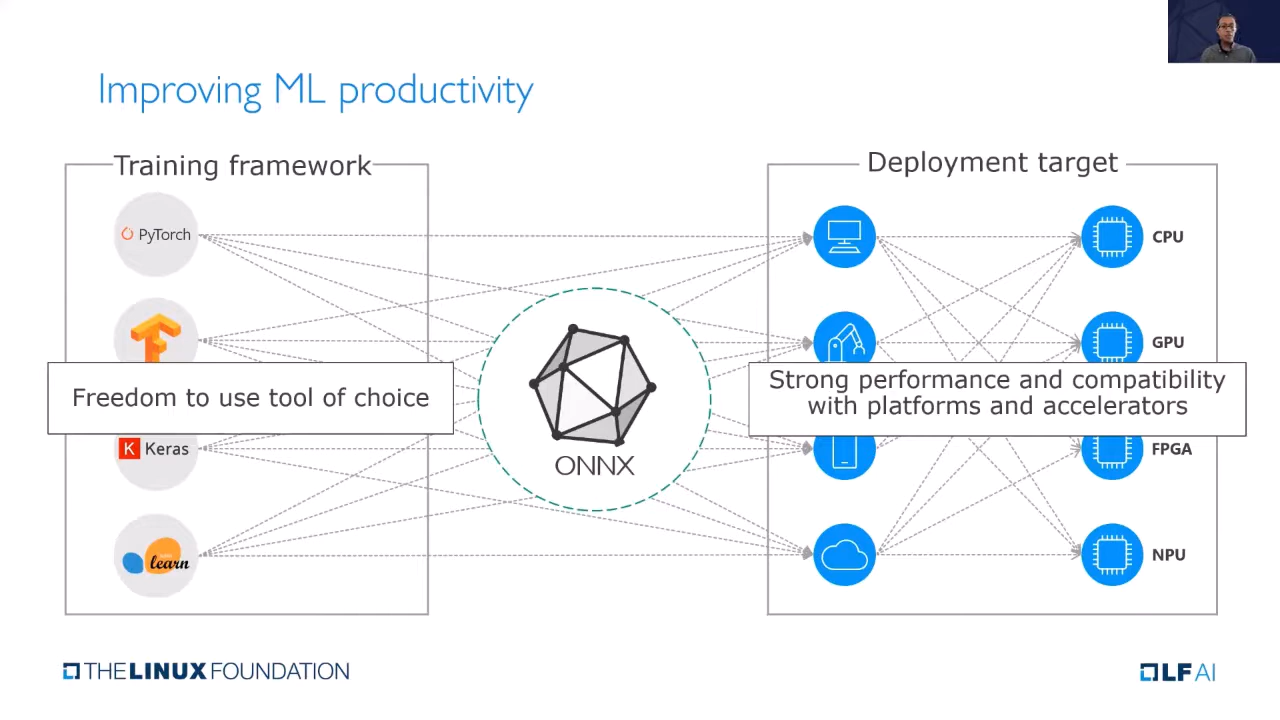 Improving ML productivity
Training framework
Deployment target
PyTorch
CPU
GPU
Freedom to use tool of choice
Strong performance and compatibility
with platforms and accelerators
Keras
K
ONNX
FPGA
learn
NPU
THE LINUX FOUNDATION
LF AI